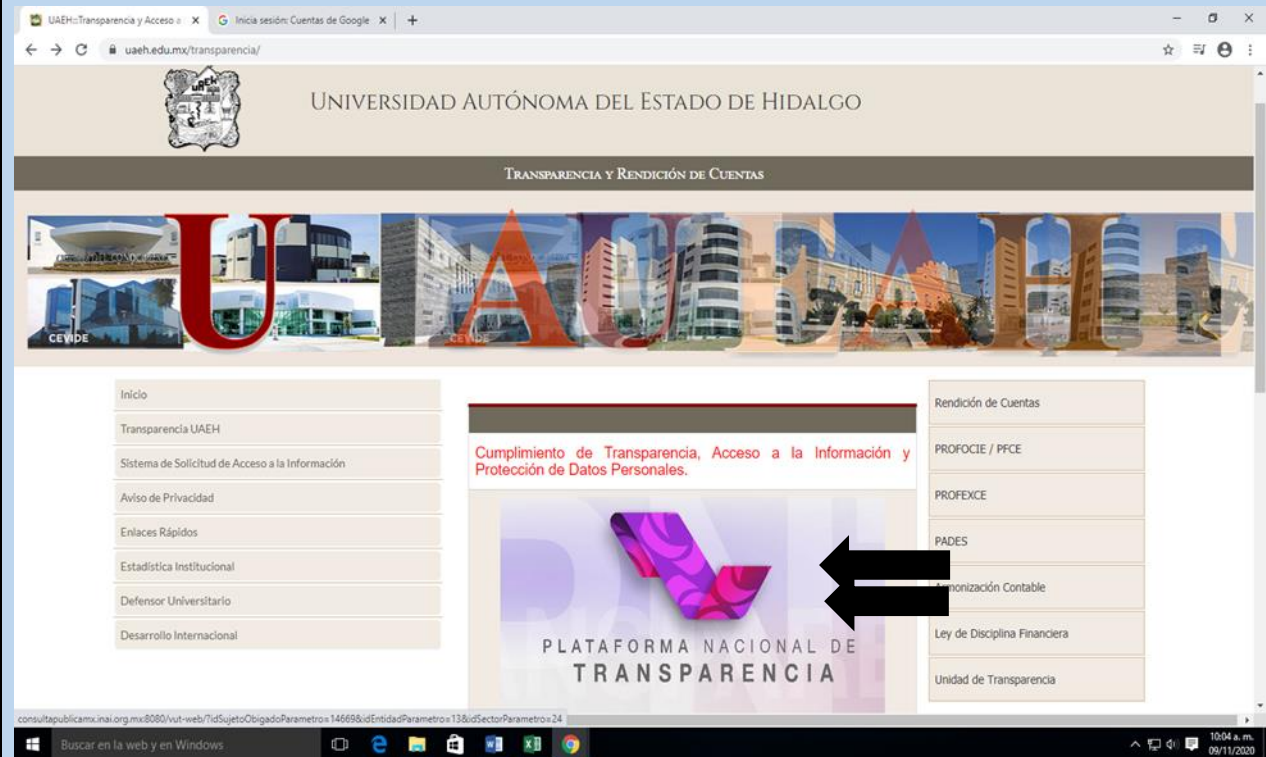 UAEH::Transparencia y Acceso a
Inicia sesión: Cuentas de Google
uaeh.edu.mx/transparencia/
UAEH
UNIVERSIDAD AUTÓNOMA DEL ESTADO DE HIDALGO
TRANSPARENCIA Y RENDICIÓN DE CUENTAS
U A U E A H E
CEVIDE
CEVIDE
Inicio
Transparencia UAEH
Sistema de Solicitud de Acceso a la Información
Aviso de Privacidad
Enlaces Rápidos
Estadística Institucional
Defensor Universitario
Desarrollo Internacional
Cumplimiento de Transparencia, Acceso a la Información y
Protección de Datos Personales.
PLATAFORMA NACIONAL DE
TRANSPARENCIA
Rendición de Cuentas
PROFOCIE / PFCE
PROFEXCE
PADES
Armonización Contable
Ley de Disciplina Financiera
Unidad de Transparencia
consultapublicamx.inai.org.mx:8080/vut-web/?idSujetoObigadoParametro=14669&idEntidadParametro=13&idSectorParametro=24
Buscar en la web y en Windows
10:04 a. m.
09/11/2020